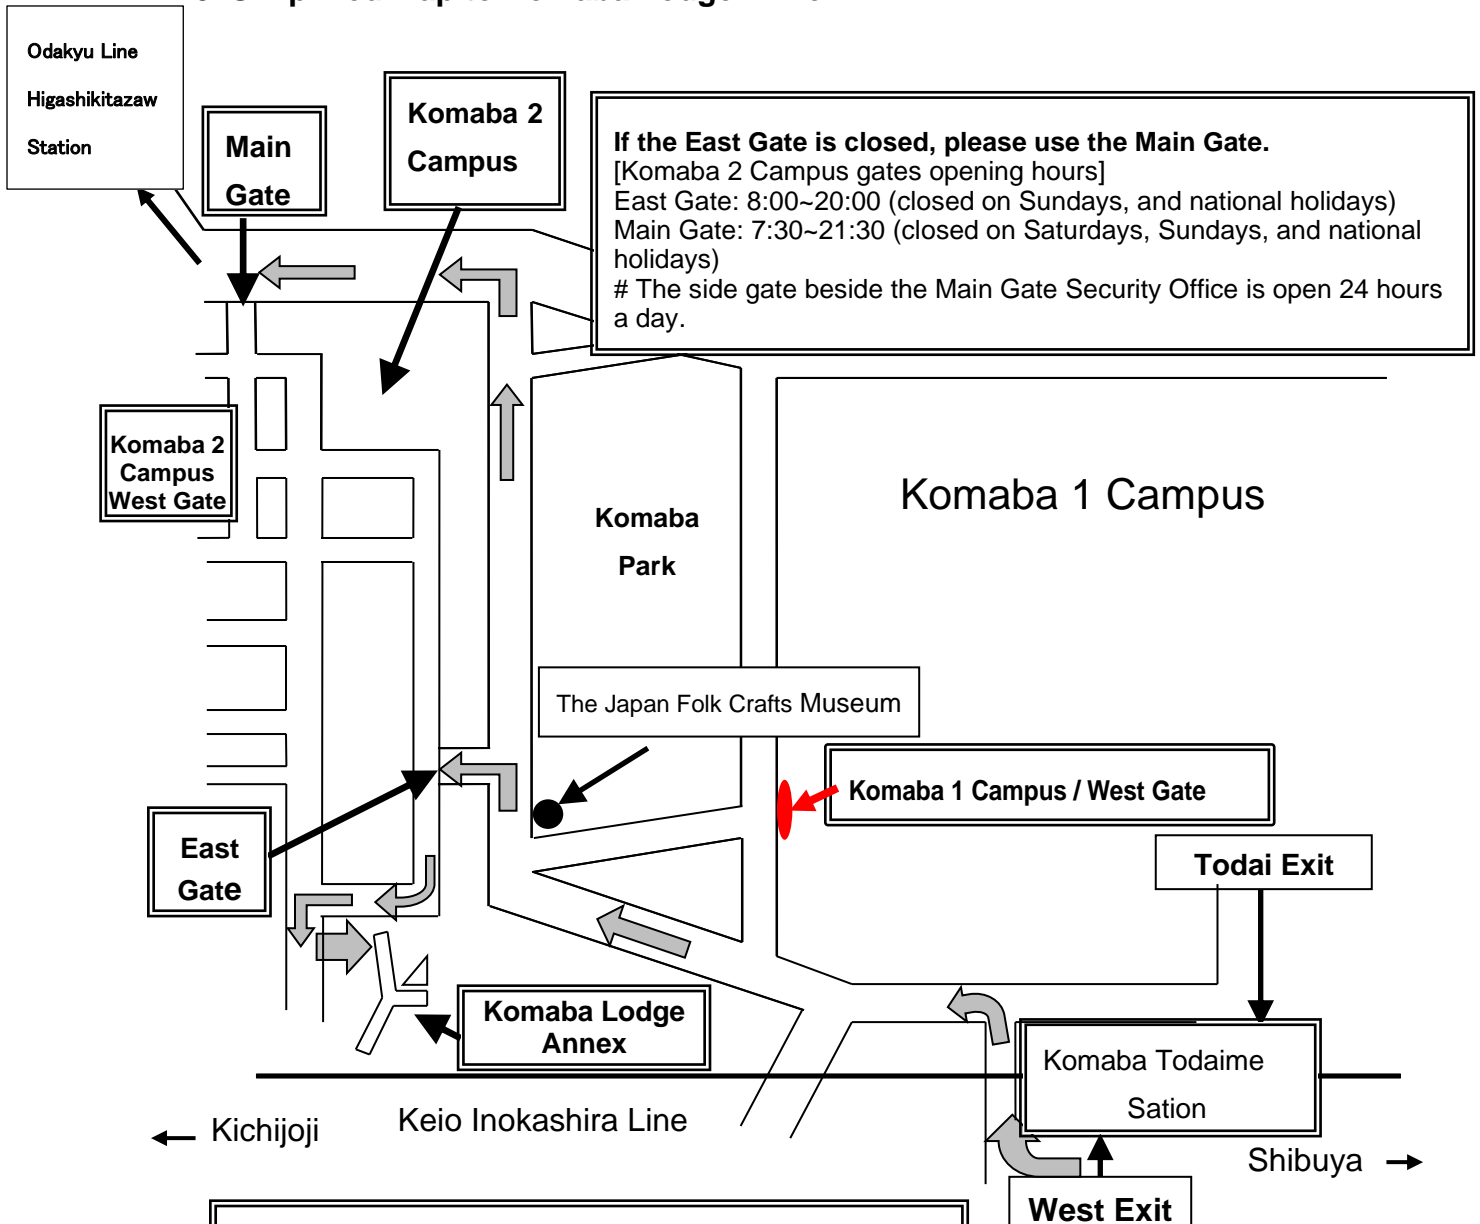 Odakyu Line
Higashikitazaw
Station
Main
Gate
Komaba 2
Campus
If the East Gate is closed, please use the Main Gate.
[Komaba 2 Campus gates opening hours]
East Gate: 8:00~20:00 (closed on Sundays, and national holidays)
Main Gate: 7:30~21:30 (closed on Saturdays, Sundays, and national
holidays)
# The side gate beside the Main Gate Security Office is open 24 hours
a day.
Komaba 2
Campus
West Gate
Komaba 1 Campus
Komaba
Park
The Japan Folk Crafts Museum
Komaba 1 Campus / West Gate
East
Gate
Todai Exit
Komaba Lodge
Annex
Komaba Todaime
Sation
Keio Inokashira Line
← Kichijoji
Shibuya →
West Exit